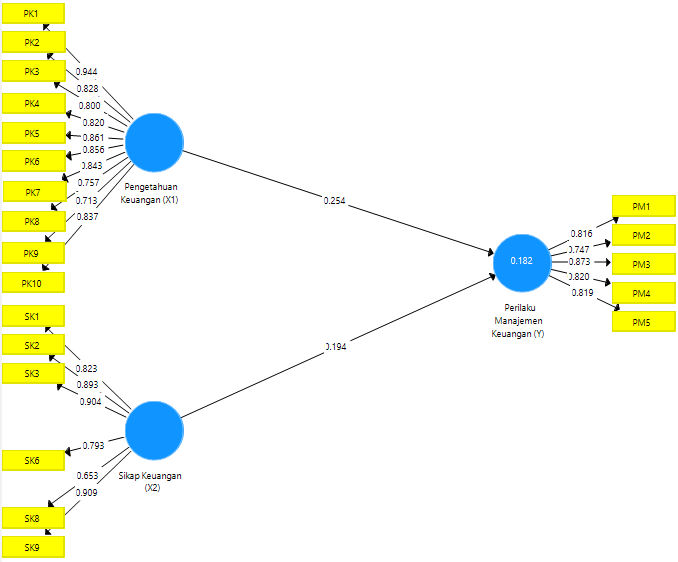 PK1
PK2
PK3
PK4
PK5
PK6
PK7
PK8
PK9
PK10
0.944
0.828
0.800
0.820
0.861
0.856
0.843
0.757
0.713
0.837
Pengetahuan
Keuangan (X1)
0.254
SK1
SK2
SK3
SK6
SK8
SK9
0.823
0.893
0.904
0.793
0.653
0.909
Sikap Keuangan
(X2)
0.194
0.182
Perilaku
Manajemen
Keuangan (Y)
0.816
0.747
0.873
0.820
0.819
PM1
PM2
PM3
PM4
PM5